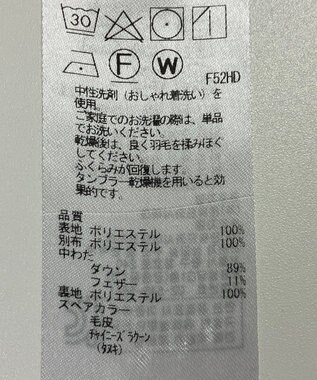 30
F W
F52HD
中性洗剤（おしゃれ着洗い）を
使用。
ご家庭でのお洗濯の際は、単品
でお洗いください。
乾燥後は、良く羽毛を揉みほぐ
してください。
ふくらみが回復します。
タンブラー乾燥機を用いると効
果的です。
品質
表地 ポリエステル 100%
別布 ポリエステル 100%
中わた
ダウン 89%
フェザー 11%
裏地 ポリエステル 100%
スペアカラー
毛皮
チャイニーズラクーン
(タヌキ)